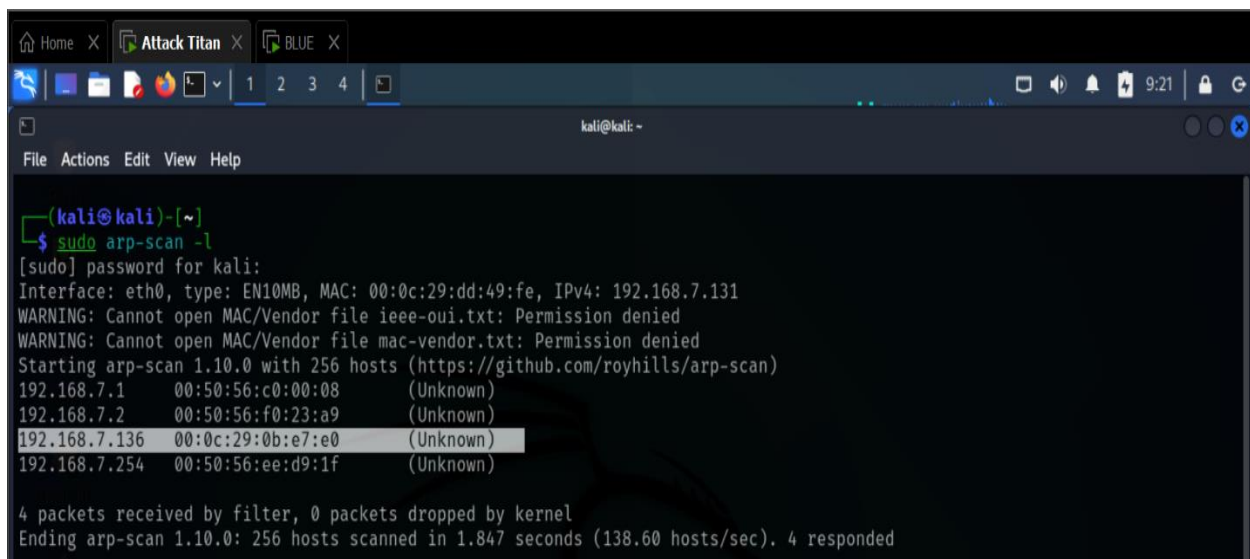 Home X Attack Titan X BLUE X
1 2 3 4 9:21
kali@kali: ~
File Actions Edit View Help
┌──(kali㉿kali)-[~]
└─$ sudo arp-scan -l
[sudo] password for kali:
Interface: eth0, type: EN10MB, MAC: 00:0c:29:dd:49:fe, IPv4: 192.168.7.131
WARNING: Cannot open MAC/Vendor file ieee-oui.txt: Permission denied
WARNING: Cannot open MAC/Vendor file mac-vendor.txt: Permission denied
Starting arp-scan 1.10.0 with 256 hosts (https://github.com/royhills/arp-scan)
192.168.7.1 00:50:56:c0:00:08 (Unknown)
192.168.7.2 00:50:56:f0:23:a9 (Unknown)
192.168.7.136 00:0c:29:0b:e7:e0 (Unknown)
192.168.7.254 00:50:56:ee:d9:1f (Unknown)
4 packets received by filter, 0 packets dropped by kernel
Ending arp-scan 1.10.0: 256 hosts scanned in 1.847 seconds (138.60 hosts/sec). 4 responded